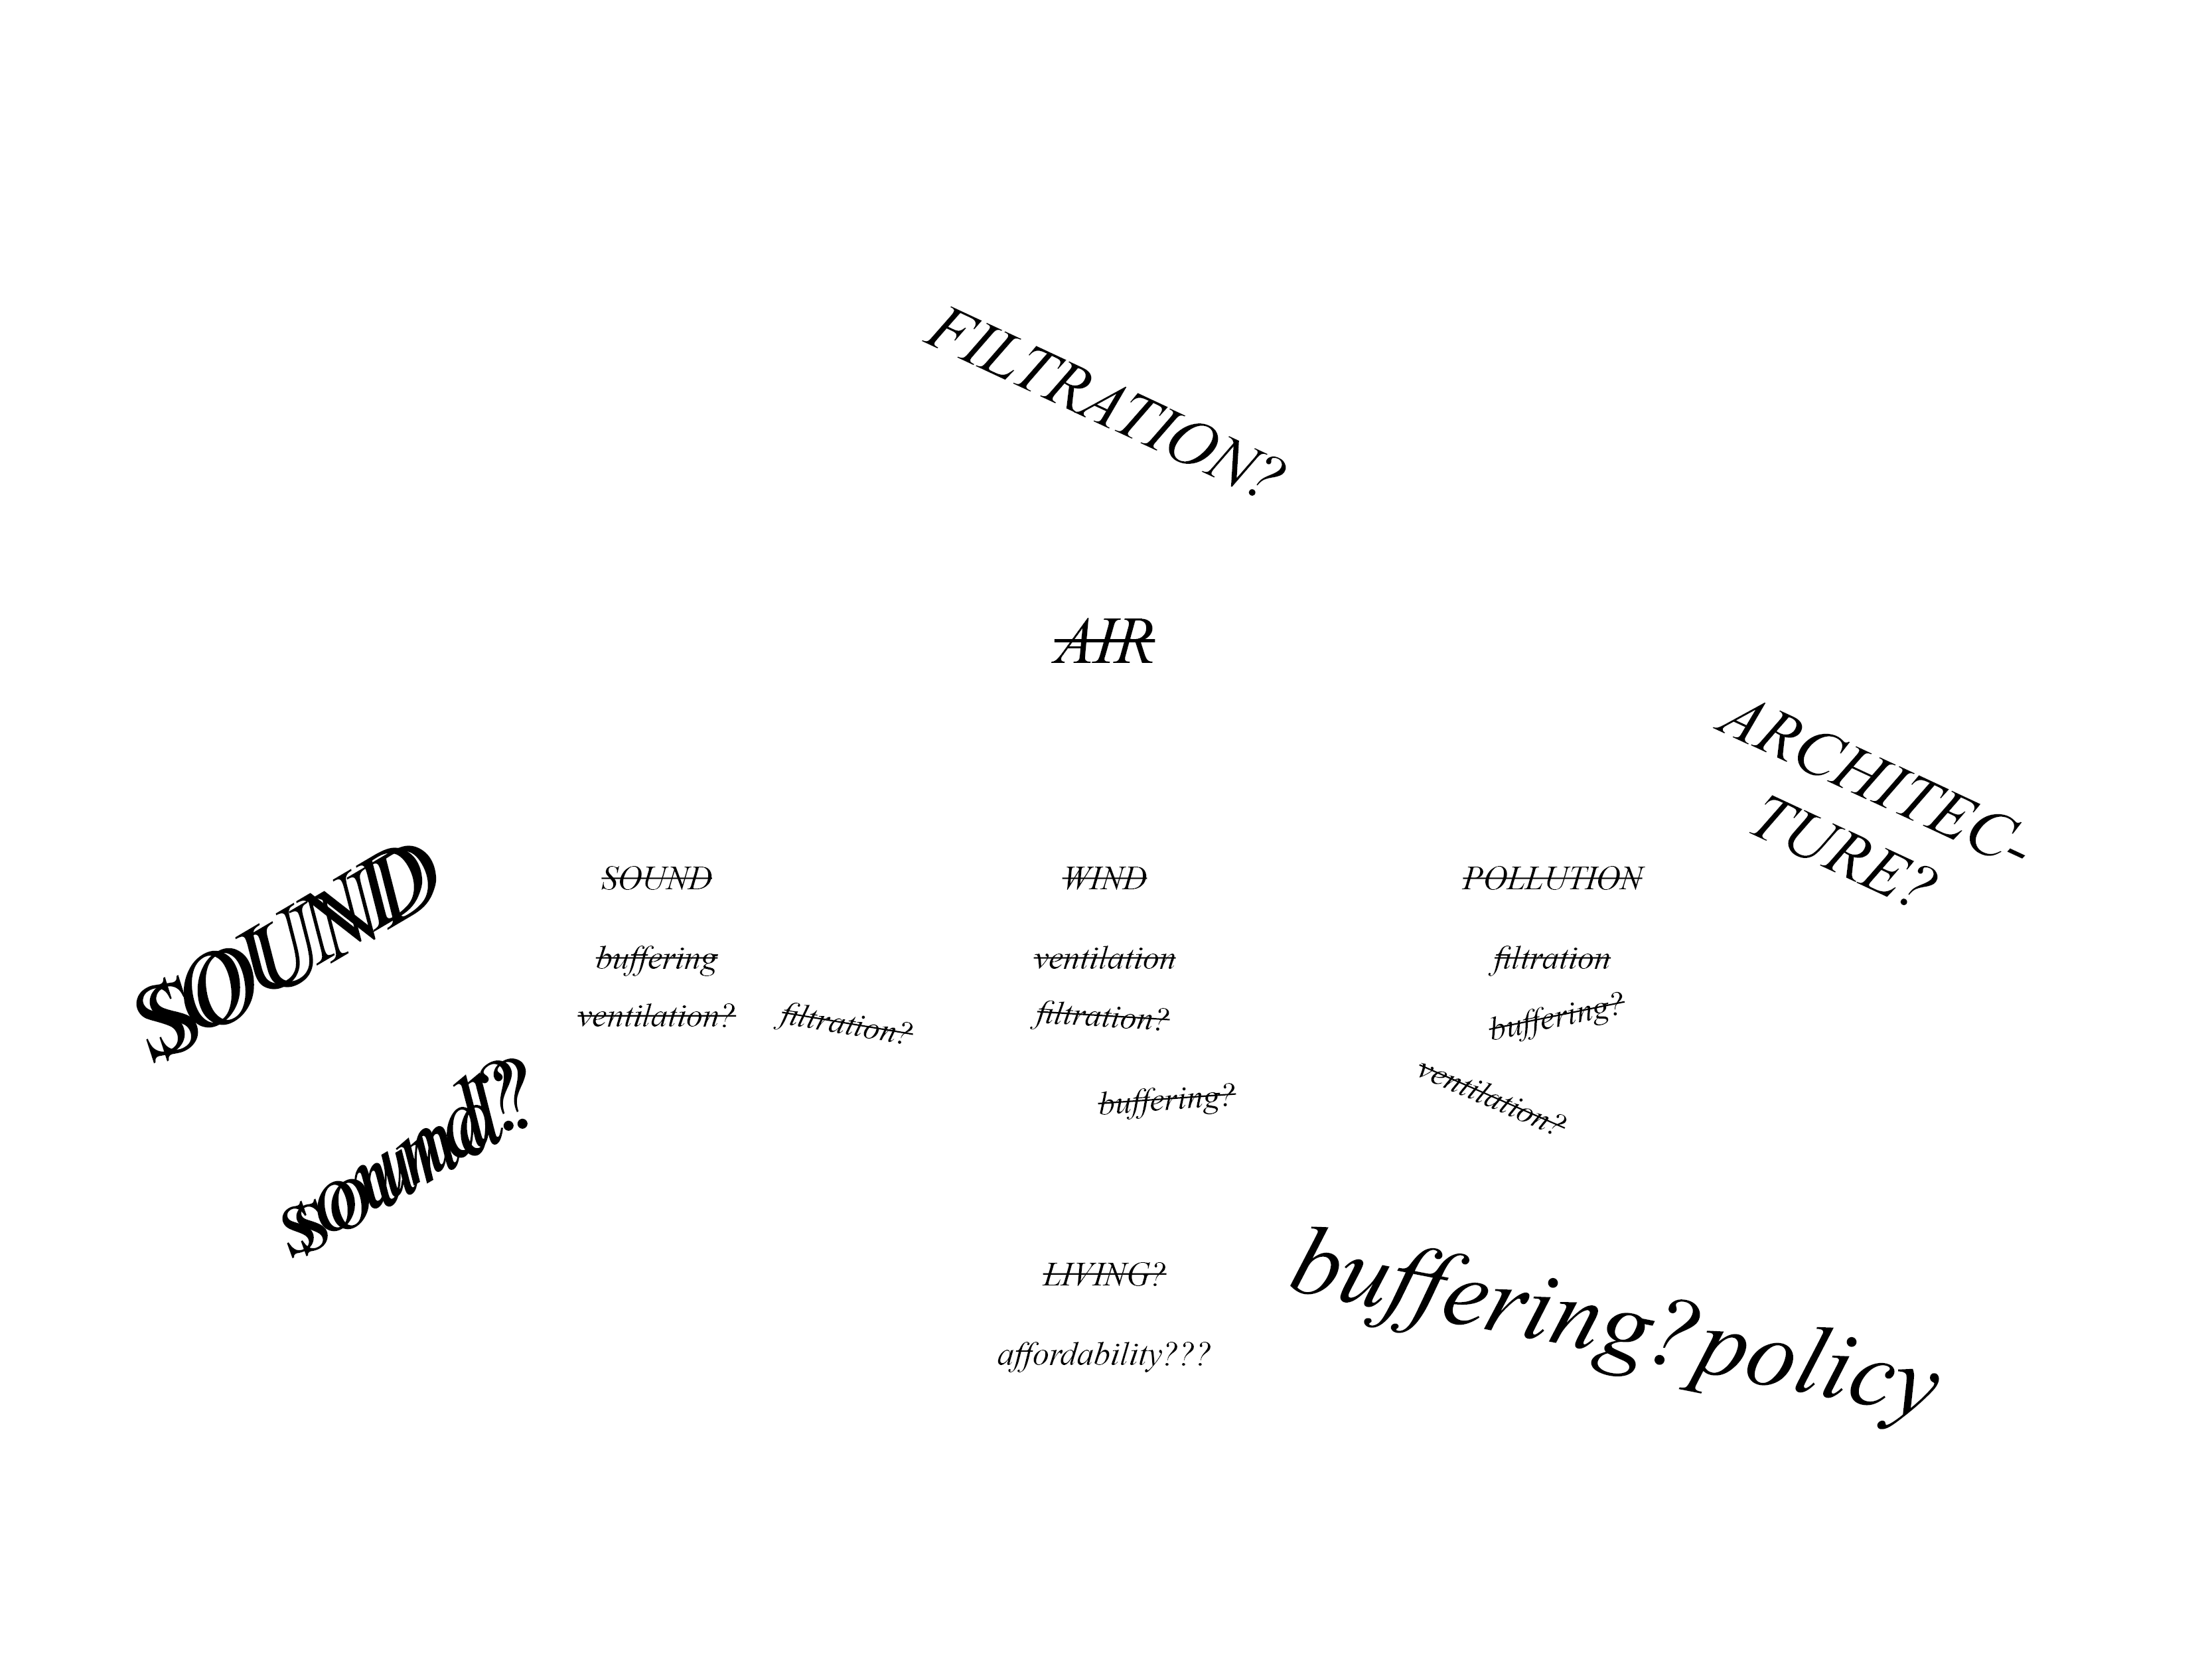 FILTRATION?
AIR
ARCHITEC-
TURE?
SOUND
SOUND
WIND
POLLUTION
buffering
ventilation
filtration
ventilation?
filtration?
filtration?
buffering?
buffering?
ventilation?
sound?
LIVING?
buffering?policy
affordability???